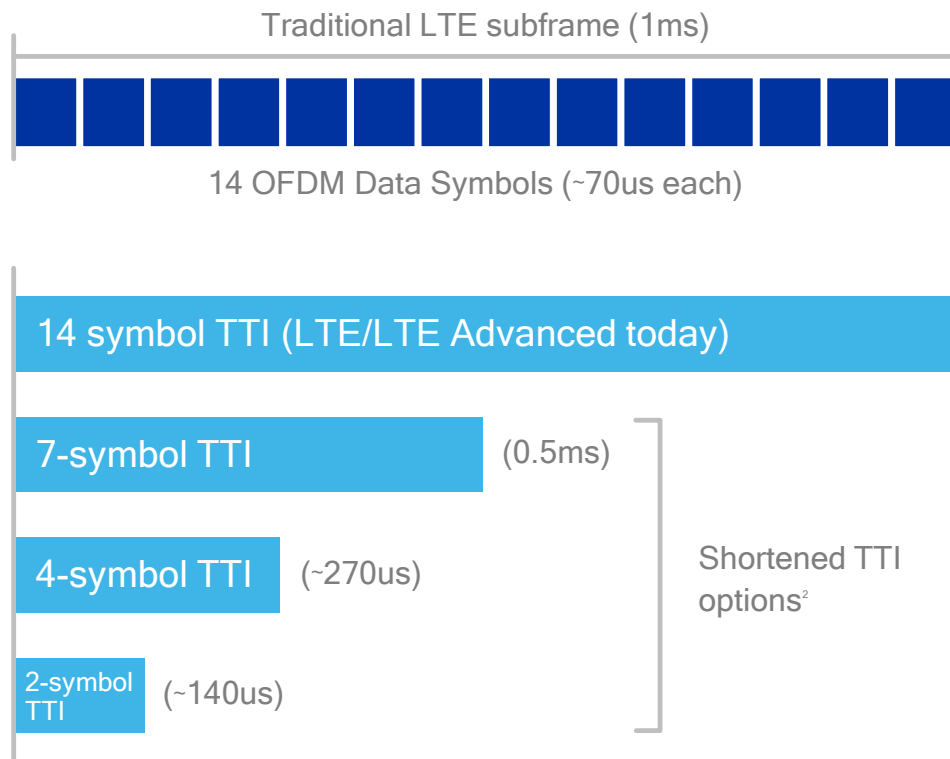 Traditional LTE subframe (1ms)
14 OFDM Data Symbols (~70us each)
14 symbol TTI (LTE/LTE Advanced today)
7-symbol TTI
(0.5ms)
4-symbol TTI
(~270us)
Shortened TTI
options²
2-symbol
TTI
(~140us)